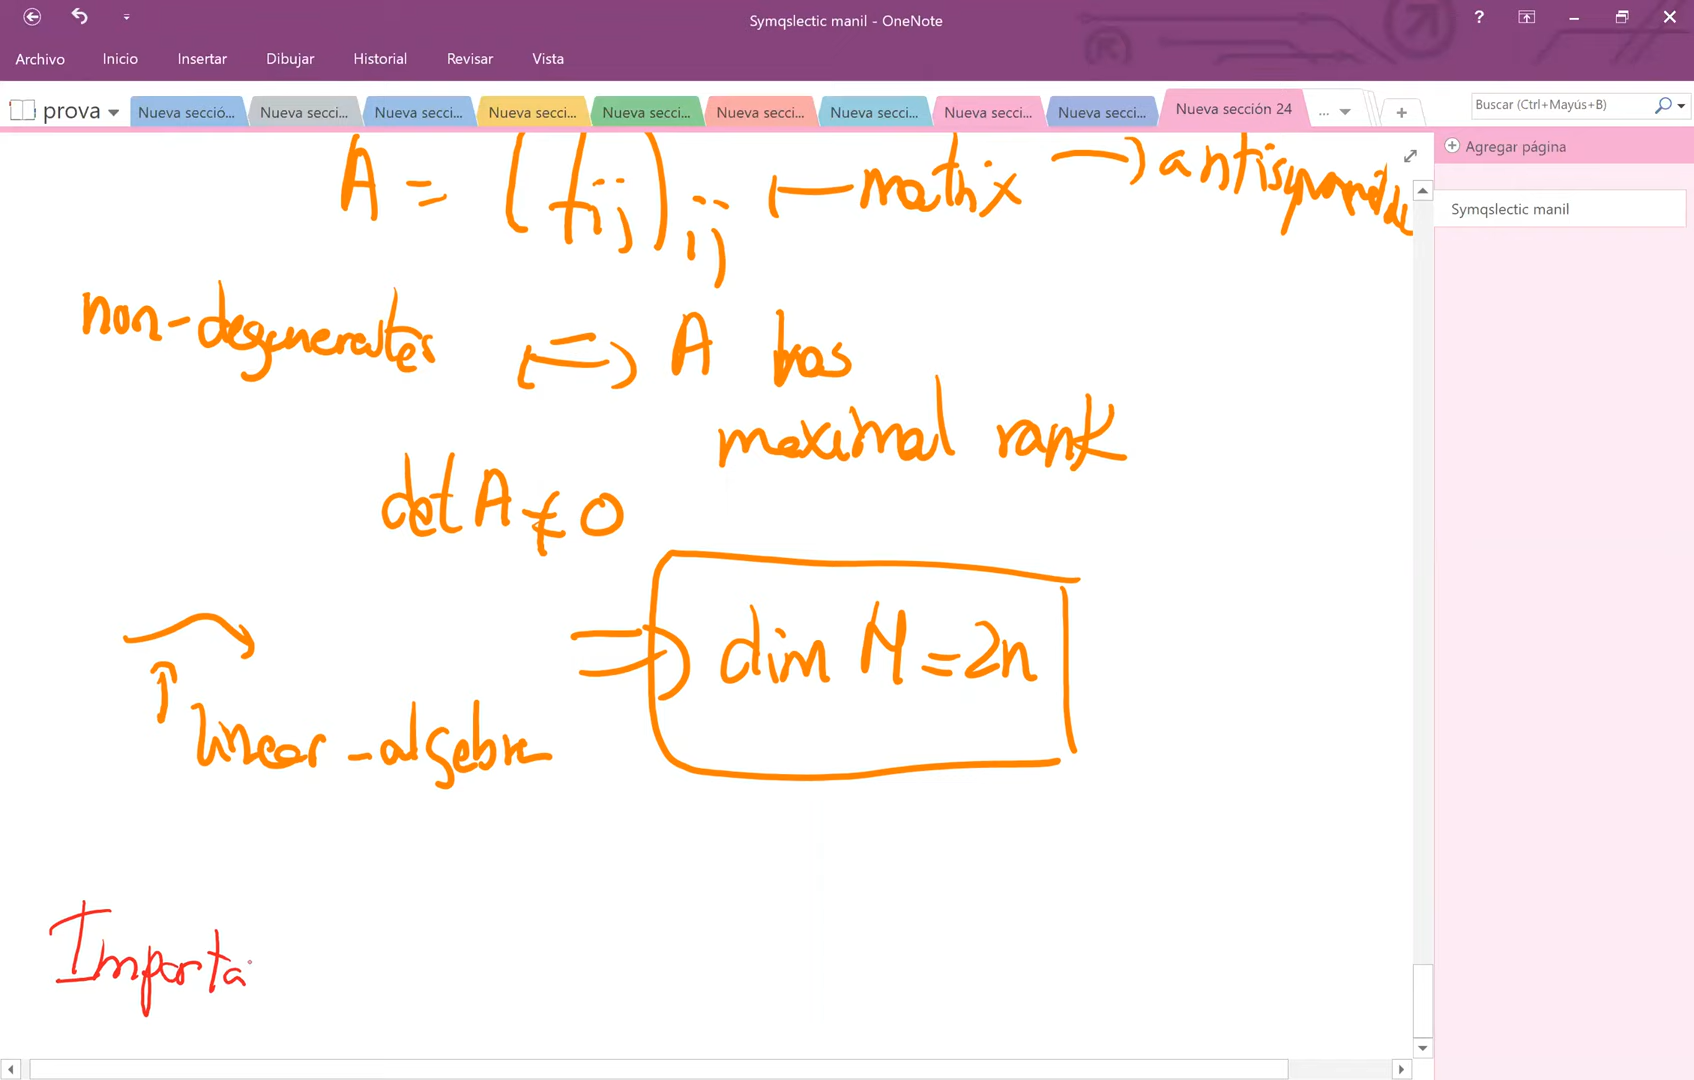 Symqslectic manil - OneNote
?
Archivo Inicio Insertar Dibujar Historial Revisar Vista
prova Nueva secció... Nueva secci... Nueva secci... Nueva secci... Nueva secci... Nueva secci... Nueva secci... Nueva secci... Nueva secci... Nueva sección 24 ... + Buscar (Ctrl+Mayús+B)
Agregar página
Symqslectic manil
A = (fij)ij ← matrix →
non-degenerates ⇔ A has
maximal rank
det A ≠ 0
⇒ dim M = 2n
linear-algebra
Importa